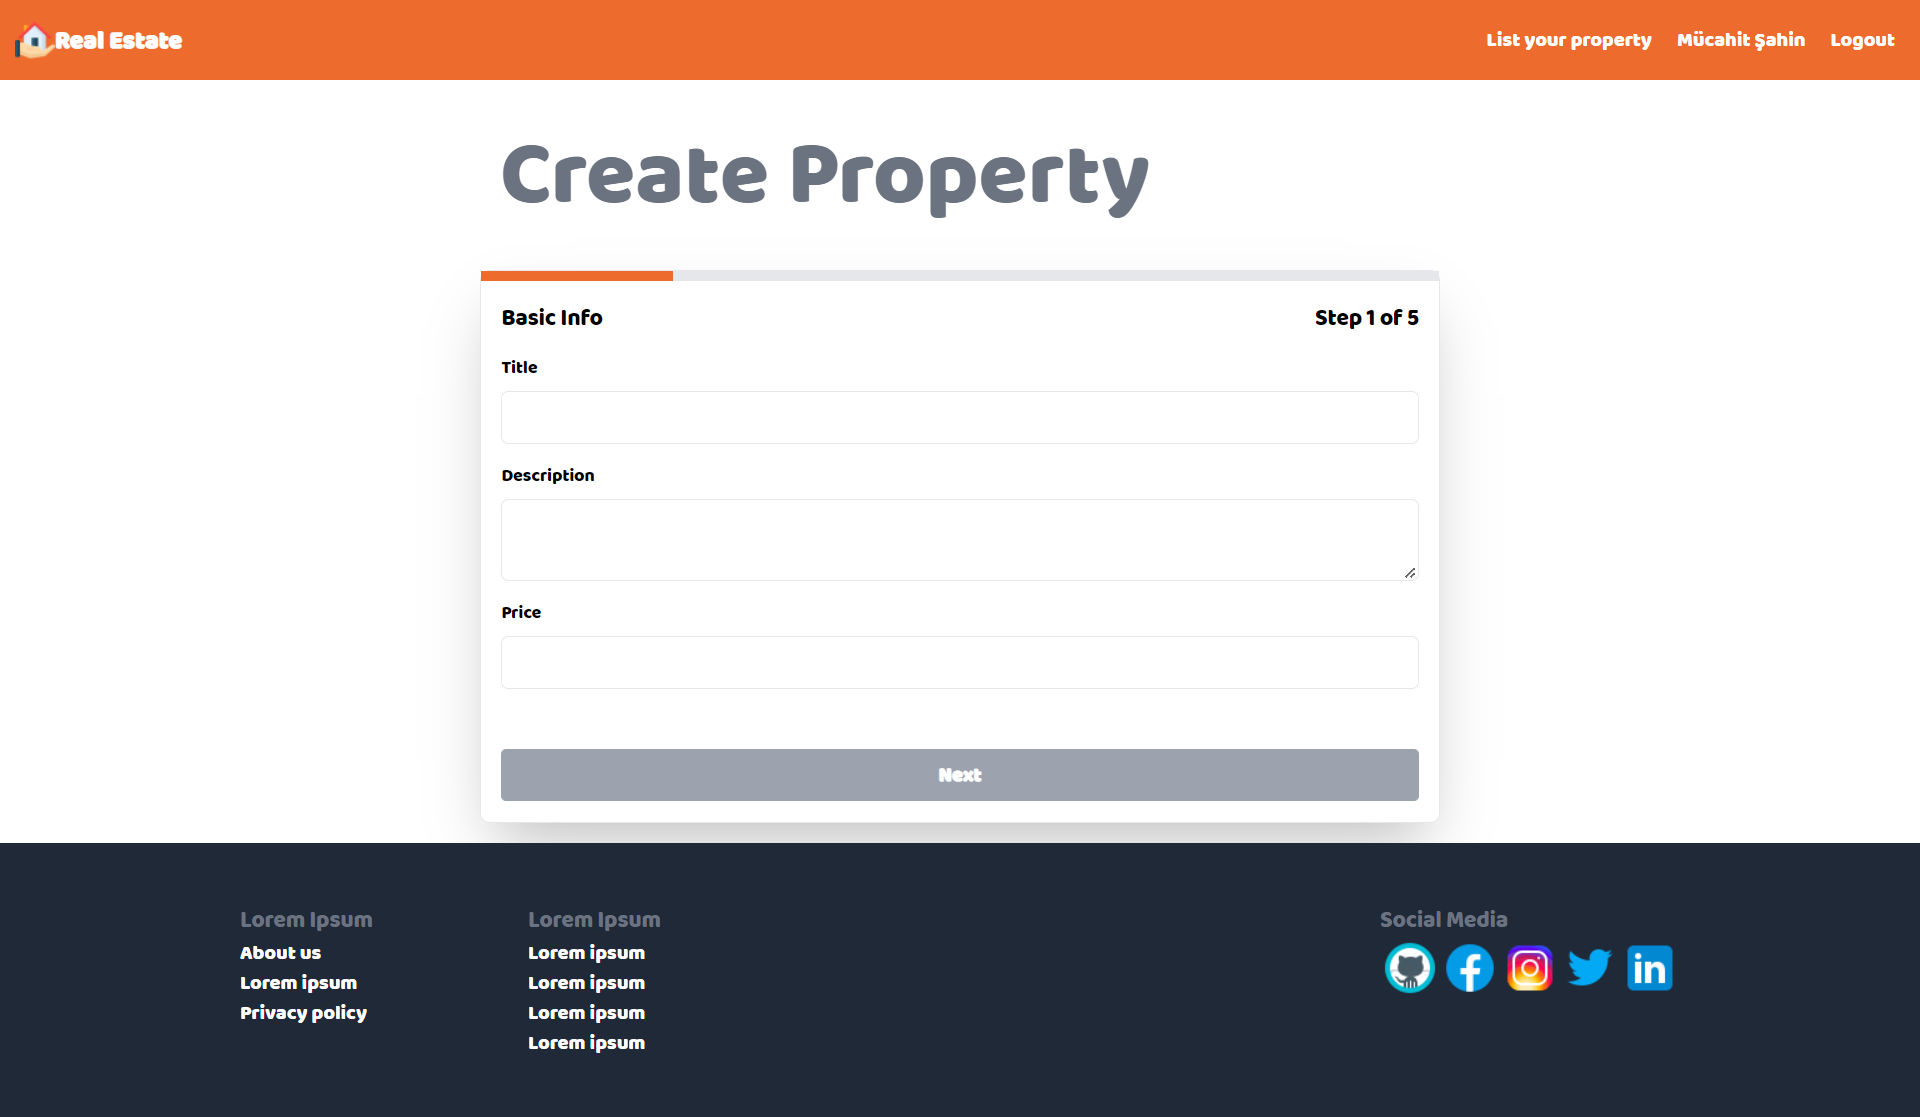 Real Estate
List your property Mücahit Şahin Logout
Create Property
Basic Info Step 1 of 5
Title
Description
Price
Next
Lorem Ipsum
About us
Lorem ipsum
Privacy policy
Lorem Ipsum
Lorem ipsum
Lorem ipsum
Lorem ipsum
Lorem ipsum
Social Media
in